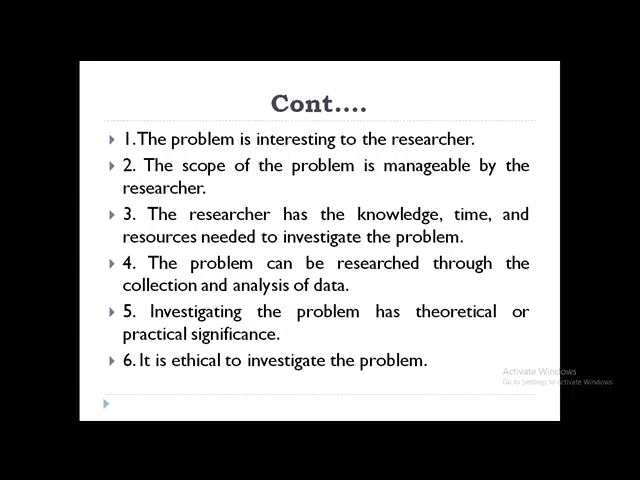 Cont....
1. The problem is interesting to the researcher.
2. The scope of the problem is manageable by the
researcher.
3. The researcher has the knowledge, time, and
resources needed to investigate the problem.
4. The problem can be researched through the
collection and analysis of data.
5. Investigating the problem has theoretical or
practical significance.
6. It is ethical to investigate the problem.
Activate Windows
Go to Settings to activate Windows.